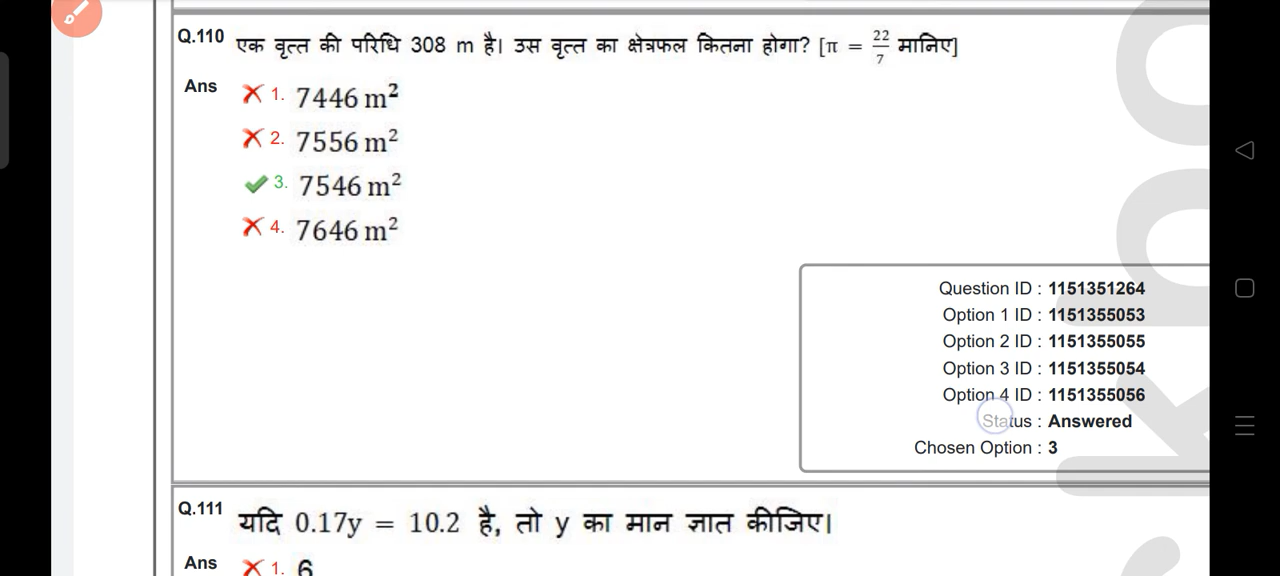 Q.110 एक वृत्त की परिधि 308 m है। उस वृत्त का क्षेत्रफल कितना होगा? [π = 22/7 मानिए]
Ans 1. 7446 m²
2. 7556 m²
3. 7546 m²
4. 7646 m²
Question ID : 1151351264
Option 1 ID : 1151355053
Option 2 ID : 1151355055
Option 3 ID : 1151355054
Option 4 ID : 1151355056
Status : Answered
Chosen Option : 3
Q.111 यदि 0.17y = 10.2 है, तो y का मान ज्ञात कीजिए।
Ans 1. 6